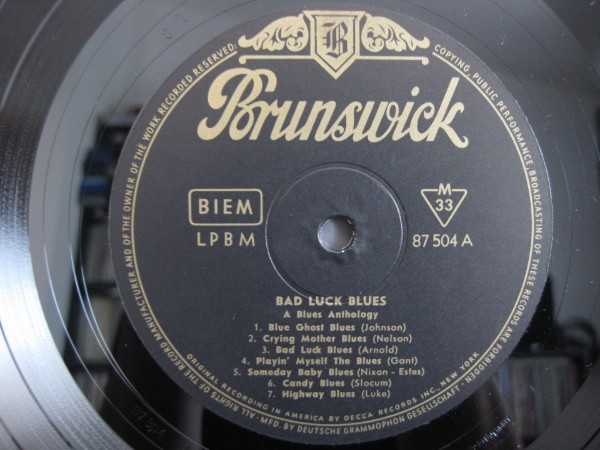 B
Brunswick
BIEM
LPBM
M
33
87 504 A
BAD LUCK BLUES
A Blues Anthology
1. Blue Ghost Blues (Johnson)
2. Crying Mother Blues (Nelson)
3. Bad Luck Blues (Arnold)
4. Playin' Myself The Blues (Gant)
5. Someday Baby Blues (Nixon - Estes)
6. Candy Blues (Slocum)
7. Highway Blues (Luke)
ORIGINAL RECORDING IN AMERICA BY DECCA RECORDS INC., NEW YORK
ALL RIGHTS OF THE RECORD MANUFACTURER AND OF THE OWNER OF THE WORK RECORDED RESERVED. COPYING, PUBLIC PERFORMANCE, BROADCASTING OF THESE RECORDS ARE FORBIDDEN · MFG. BY DEUTSCHE GRAMMOPHON GESELLSCHAFT ·
87 504